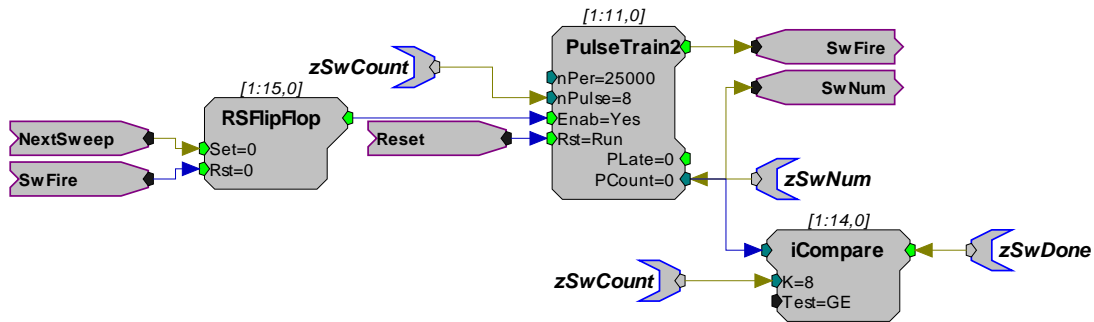 [1:11,0]
PulseTrain2
SwFire
zSwCount
nPer=25000
SwNum
[1:15,0]
nPulse=8
RSFlipFlop
Enab=Yes
NextSweep
Reset
Rst=Run
Set=0
PLate=0
SwFire
Rst=0
PCount=0
zSwNum
[1:14,0]
iCompare
zSwDone
zSwCount
K=8
Test=GE